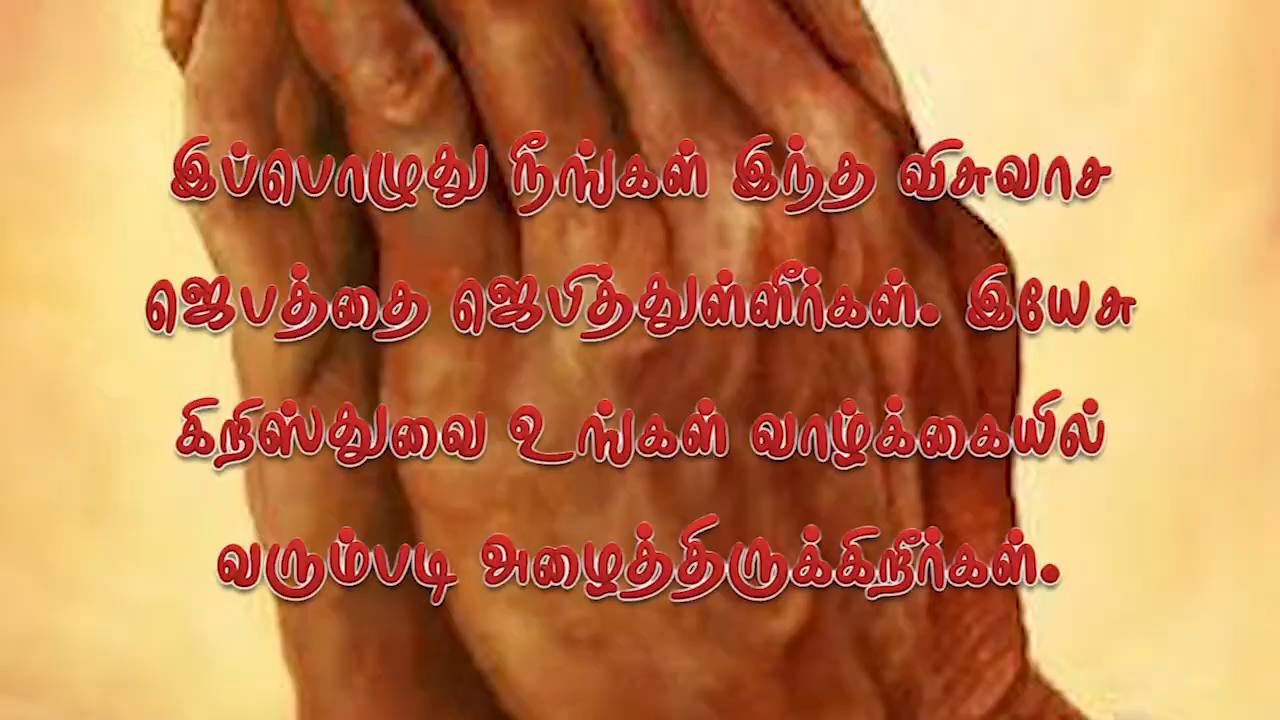 இப்பொழுது நீங்கள் இந்த விசுவாச
ஜெபத்தை ஜெபித்துள்ளீர்கள். இயேசு
கிறிஸ்துவை உங்கள் வாழ்க்கையில்
வரும்படி அழைத்திருக்கிறீர்கள்.